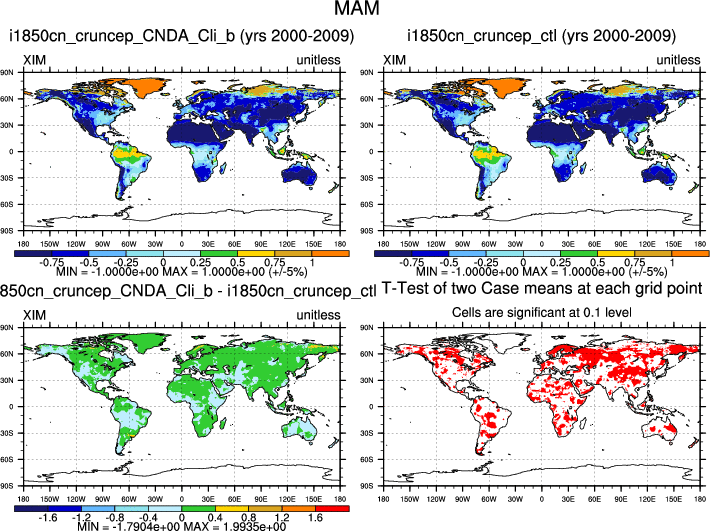 MAM
i1850cn_cruncep_CNDA_Cli_b (yrs 2000-2009)
i1850cn_cruncep_ctl (yrs 2000-2009)
XIM unitless
XIM unitless
90N
60N
30N
0
30S
60S
90S
90N
60N
30N
0
30S
60S
90S
180 150W 120W 90W 60W 30W 0 30E 60E 90E 120E 150E 180
180 150W 120W 90W 60W 30W 0 30E 60E 90E 120E 150E 180
-0.75 -0.5 -0.25 0 0.25 0.5 0.75 1
-0.75 -0.5 -0.25 0 0.25 0.5 0.75 1
MIN = -1.0000e+00 MAX = 1.0000e+00 (+/-5%)
MIN = -1.0000e+00 MAX = 1.0000e+00 (+/-5%)
850cn_cruncep_CNDA_Cli_b - i1850cn_cruncep_ctl
T-Test of two Case means at each grid point
XIM unitless
Cells are significant at 0.1 level
90N
60N
30N
0
30S
60S
90S
90N
60N
30N
0
30S
60S
90S
180 150W 120W 90W 60W 30W 0 30E 60E 90E 120E 150E 180
180 150W 120W 90W 60W 30W 0 30E 60E 90E 120E 150E 180
-1.6 -1.2 -0.8 -0.4 0 0.4 0.8 1.2 1.6
MIN = -1.7904e+00 MAX = 1.9935e+00